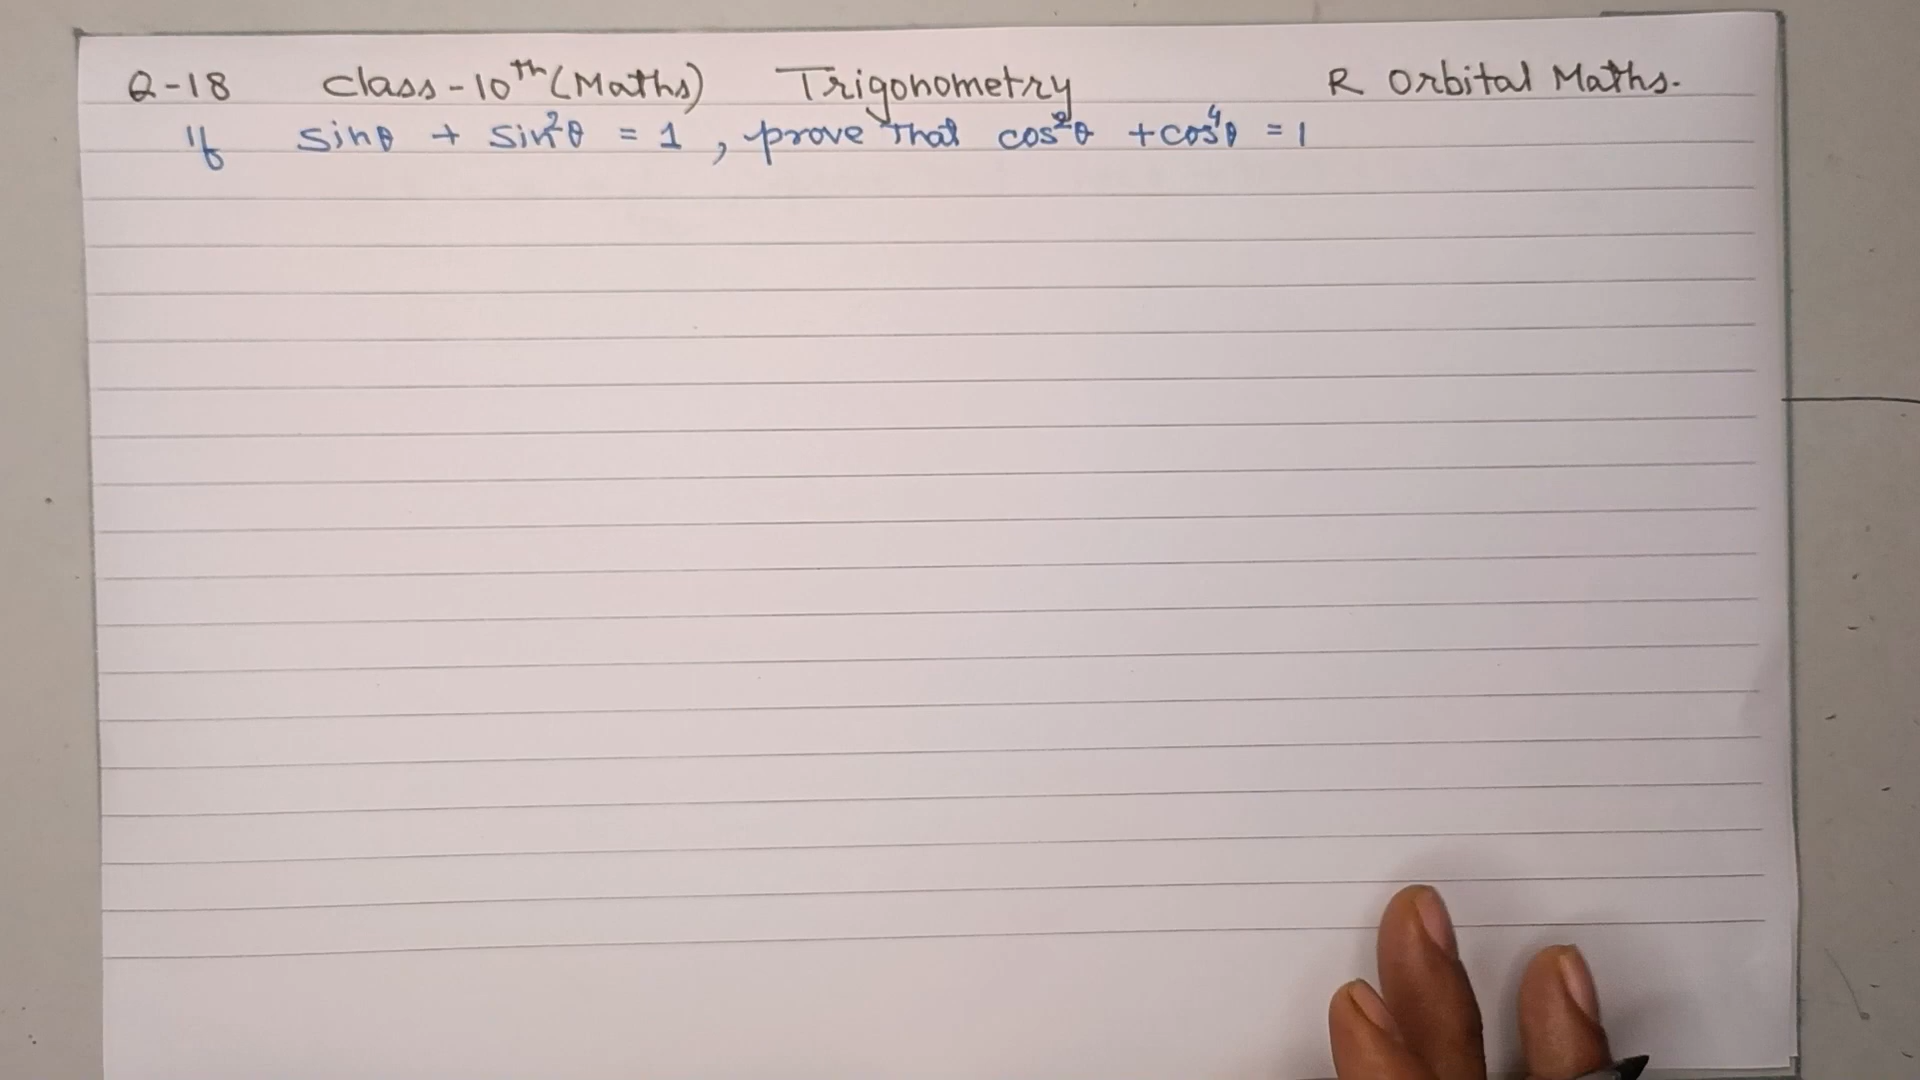 Q-18 Class-10th (Maths) Trigonometry R Orbital Maths.
If sinθ + sin²θ = 1, prove that cos²θ + cos⁴θ = 1